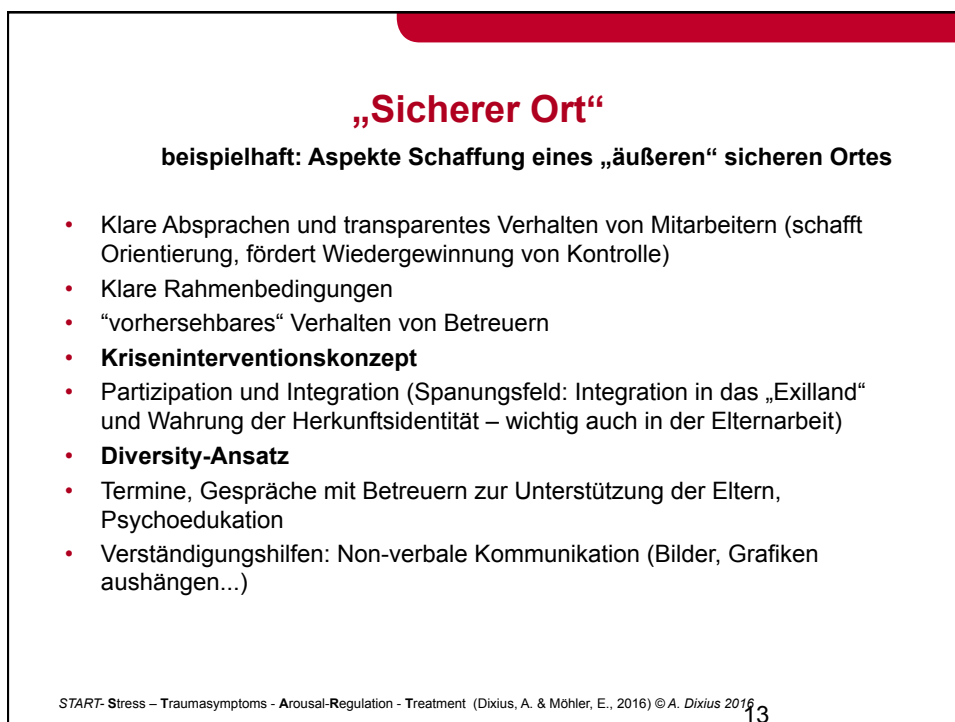 „Sicherer Ort“
beispielhaft: Aspekte Schaffung eines „äußeren“ sicheren Ortes
• Klare Absprachen und transparentes Verhalten von Mitarbeitern (schafft
Orientierung, fördert Wiedergewinnung von Kontrolle)
• Klare Rahmenbedingungen
• “vorhersehbares“ Verhalten von Betreuern
• Kriseninterventionskonzept
• Partizipation und Integration (Spanungsfeld: Integration in das „Exilland“
und Wahrung der Herkunftsidentität – wichtig auch in der Elternarbeit)
• Diversity-Ansatz
• Termine, Gespräche mit Betreuern zur Unterstützung der Eltern,
Psychoedukation
• Verständigungshilfen: Non-verbale Kommunikation (Bilder, Grafiken
aushängen...)
START- Stress – Traumasymptoms - Arousal-Regulation - Treatment (Dixius, A. & Möhler, E., 2016) © A. Dixius 2016
13